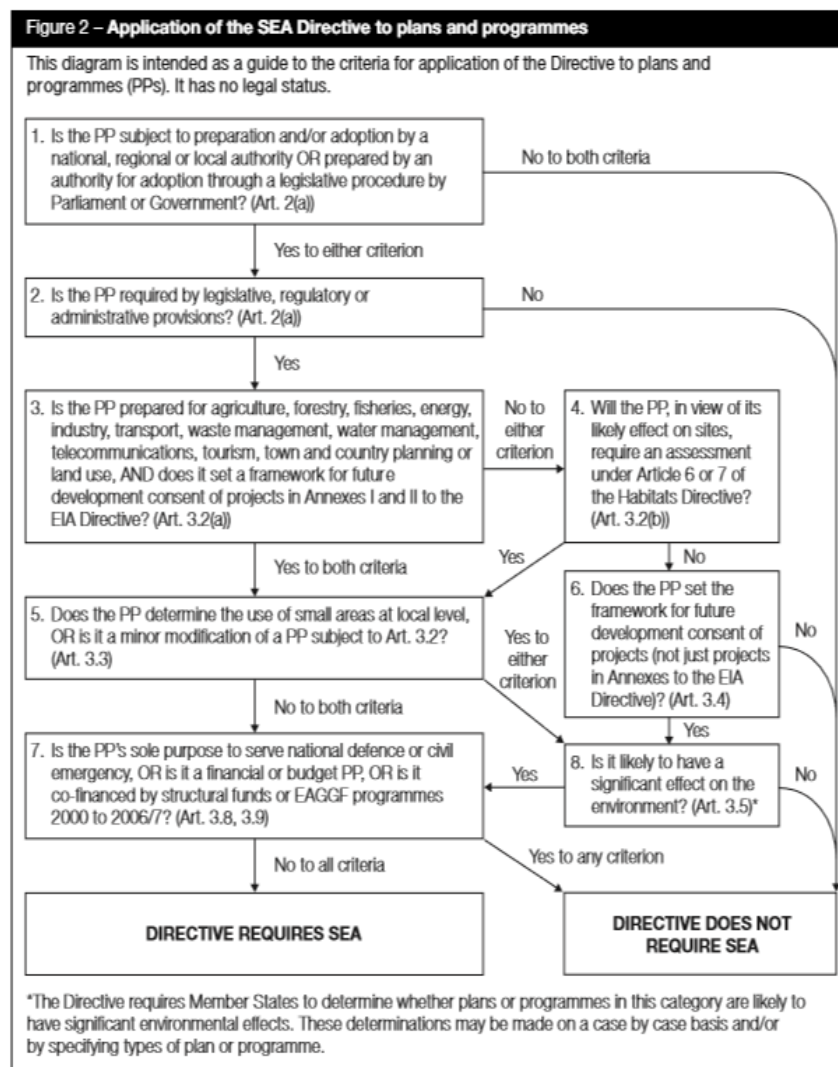 Figure 2 – Application of the SEA Directive to plans and programmes
This diagram is intended as a guide to the criteria for application of the Directive to plans and
programmes (PPs). It has no legal status.
1. Is the PP subject to preparation and/or adoption by a
national, regional or local authority OR prepared by an
authority for adoption through a legislative procedure by
Parliament or Government? (Art. 2(a))
No to both criteria
Yes to either criterion
2. Is the PP required by legislative, regulatory or
administrative provisions? (Art. 2(a))
No
Yes
3. Is the PP prepared for agriculture, forestry, fisheries, energy,
industry, transport, waste management, water management,
telecommunications, tourism, town and country planning or
land use, AND does it set a framework for future
development consent of projects in Annexes I and II to the
EIA Directive? (Art. 3.2(a))
No to
either
criterion
4. Will the PP, in view of its
likely effect on sites,
require an assessment
under Article 6 or 7 of
the Habitats Directive?
(Art. 3.2(b))
Yes to both criteria
Yes
No
5. Does the PP determine the use of small areas at local level,
OR is it a minor modification of a PP subject to Art. 3.2?
(Art. 3.3)
Yes to
either
criterion
6. Does the PP set the
framework for future
development consent of
projects (not just projects
in Annexes to the EIA
Directive)? (Art. 3.4)
No
No to both criteria
Yes
7. Is the PP's sole purpose to serve national defence or civil
emergency, OR is it a financial or budget PP, OR is it
co-financed by structural funds or EAGGF programmes
2000 to 2006/7? (Art. 3.8, 3.9)
Yes
8. Is it likely to have a
significant effect on the
environment? (Art. 3.5)*
No
No to all criteria
Yes to any criterion
DIRECTIVE REQUIRES SEA
DIRECTIVE DOES NOT
REQUIRE SEA
*The Directive requires Member States to determine whether plans or programmes in this category are likely to
have significant environmental effects. These determinations may be made on a case by case basis and/or
by specifying types of plan or programme.